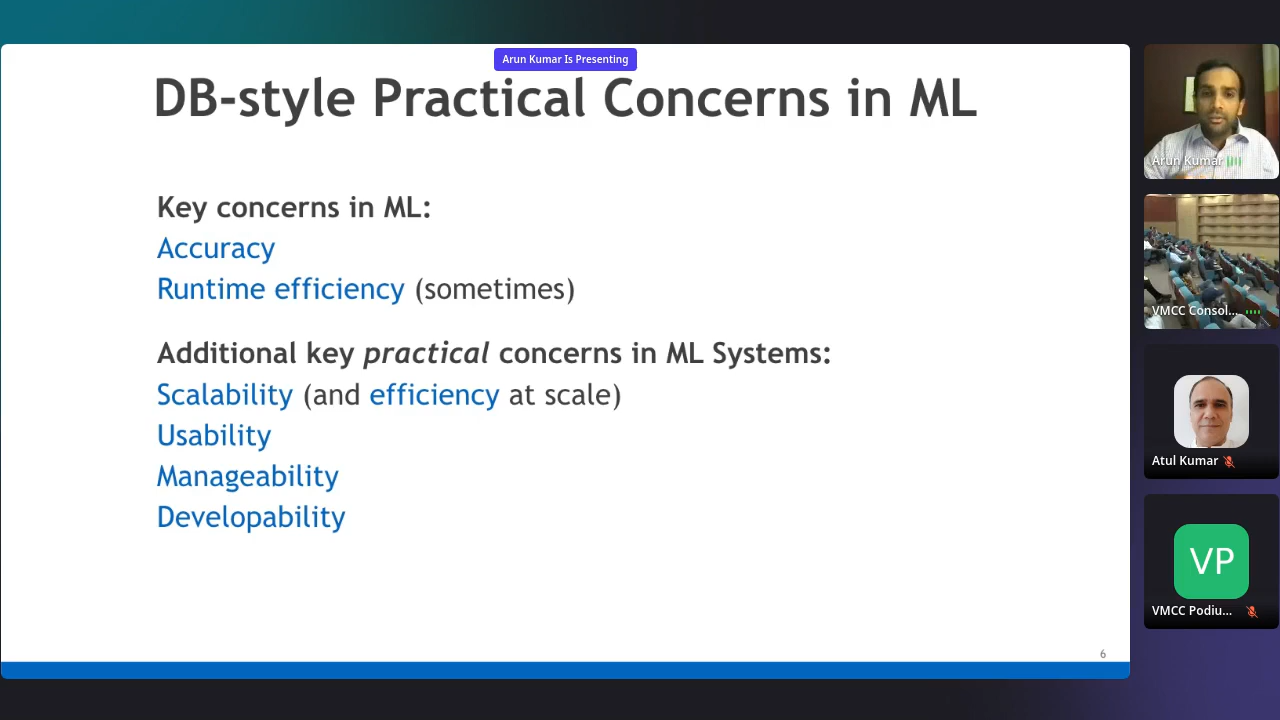 Arun Kumar Is Presenting
DB-style Practical Concerns in ML
Key concerns in ML:
Accuracy
Runtime efficiency (sometimes)
Additional key practical concerns in ML Systems:
Scalability (and efficiency at scale)
Usability
Manageability
Developability
6
Arun Kumar
VMCC Consol...
Atul Kumar
VP
VMCC Podiu...